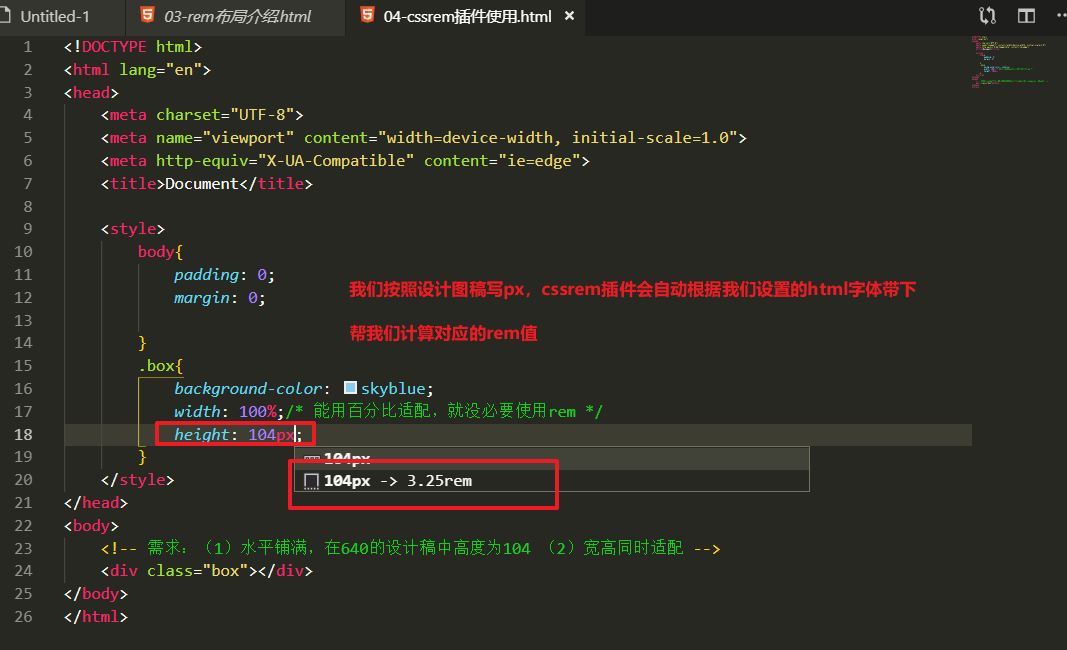 Untitled-1 03-rem布局介绍.html 04-cssrem插件使用.html ×
1 <!DOCTYPE html>
2 <html lang="en">
3 <head>
4 <meta charset="UTF-8">
5 <meta name="viewport" content="width=device-width, initial-scale=1.0">
6 <meta http-equiv="X-UA-Compatible" content="ie=edge">
7 <title>Document</title>
8
9 <style>
10 body{
11 padding: 0;
我们按照设计图稿写px，cssrem插件会自动根据我们设置的html字体带下
12 margin: 0;
13
帮我们计算对应的rem值
14 }
15 .box{
16 background-color: skyblue;
17 width: 100%;/* 能用百分比适配，就没必要使用rem */
18 height: 104px;
19 }
104px
20 </style>
104px -> 3.25rem
21 </head>
22 <body>
23 <!-- 需求：（1）水平铺满，在640的设计稿中高度为104 （2）宽高同时适配 -->
24 <div class="box"></div>
25 </body>
26 </html>